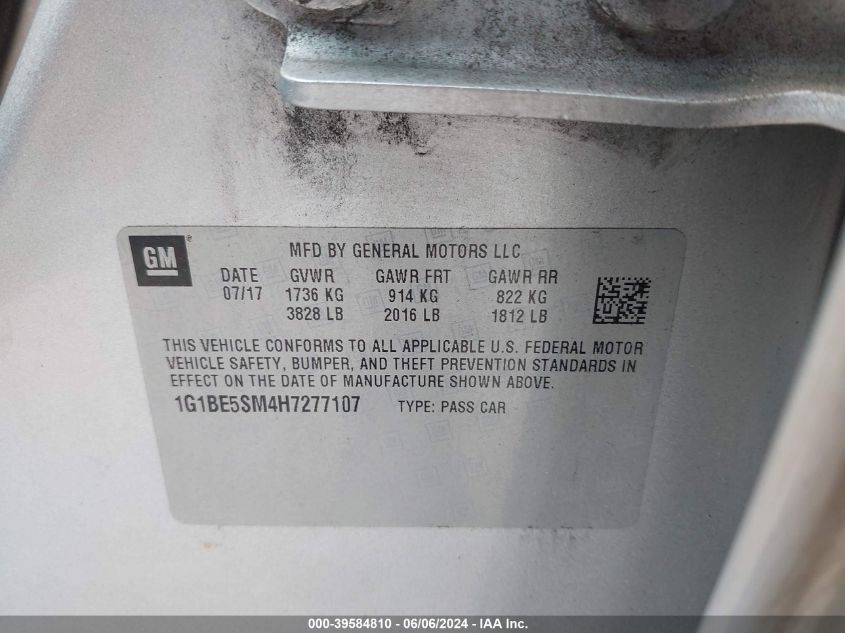 GM
MFD BY GENERAL MOTORS LLC
DATE GVWR GAWR FRT GAWR RR
07/17 1736 KG 914 KG 822 KG
3828 LB 2016 LB 1812 LB
THIS VEHICLE CONFORMS TO ALL APPLICABLE U.S. FEDERAL MOTOR
VEHICLE SAFETY, BUMPER, AND THEFT PREVENTION STANDARDS IN
EFFECT ON THE DATE OF MANUFACTURE SHOWN ABOVE.
1G1BE5SM4H7277107 TYPE: PASS CAR
000-39584810 - 06/06/2024 - IAA Inc.